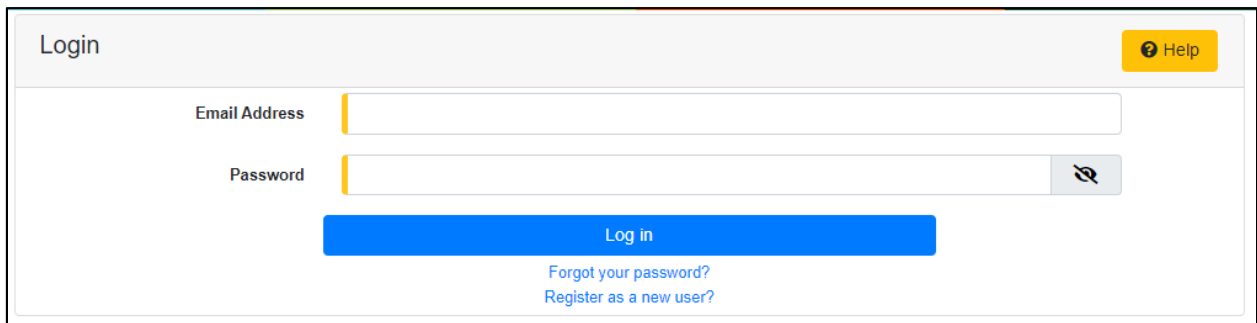 Login
Help
Email Address
Password
Log in
Forgot your password?
Register as a new user?